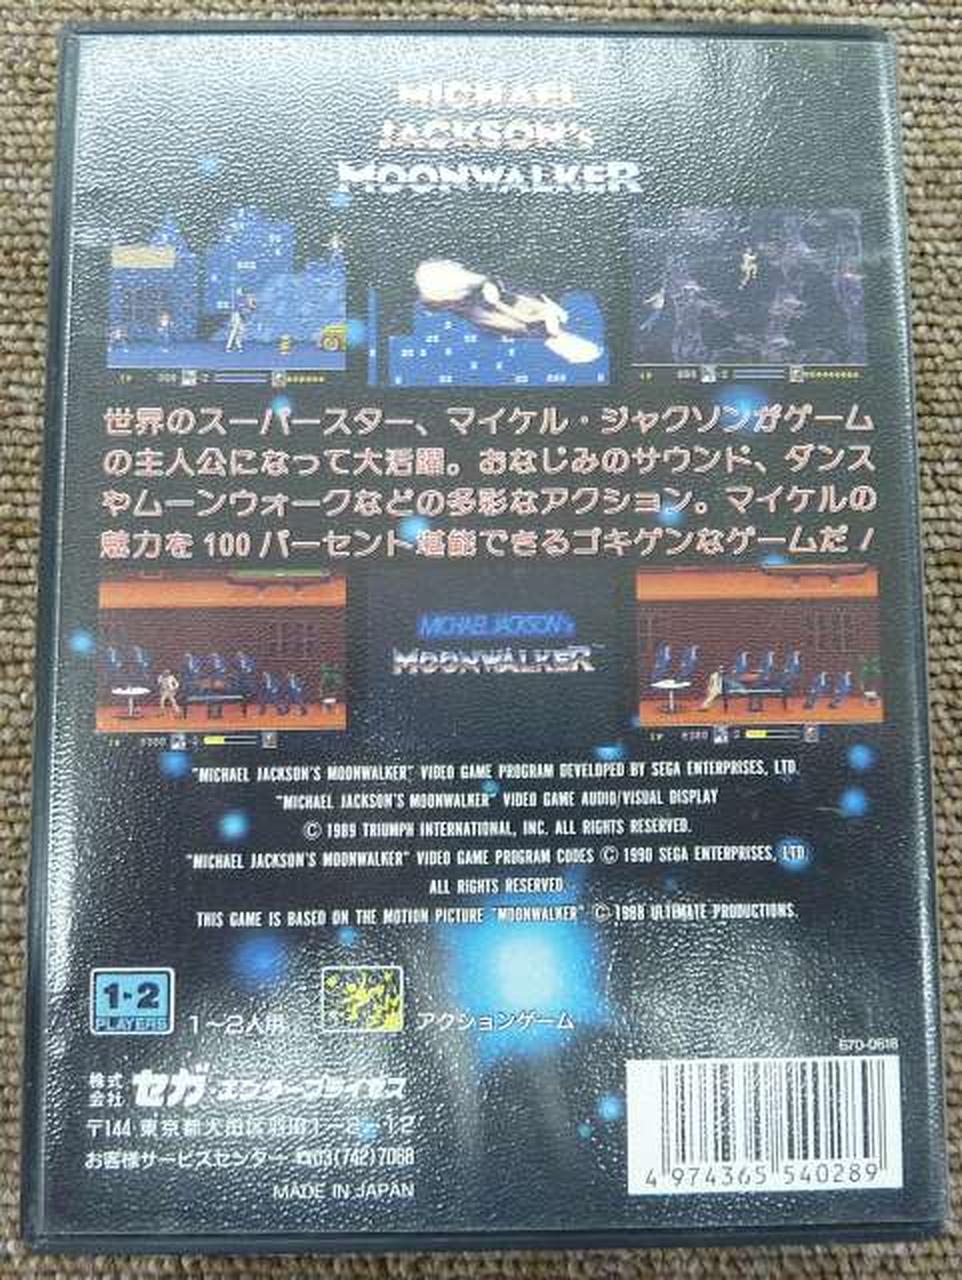 MICHAEL
JACKSON's
MOONWALKER
世界のスーパースター、マイケル・ジャクソンがゲーム
の主人公になって大活躍。おなじみのサウンド、ダンス
やムーンウォークなどの多彩なアクション。マイケルの
魅力を100パーセント堪能できるゴキゲンなゲームだ!
MICHAEL JACKSON's
MOONWALKER
"MICHAEL JACKSON'S MOONWALKER" VIDEO GAME PROGRAM DEVELOPED BY SEGA ENTERPRISES, LTD.
"MICHAEL JACKSON'S MOONWALKER" VIDEO GAME AUDIO/VISUAL DISPLAY
© 1989 TRIUMPH INTERNATIONAL, INC. ALL RIGHTS RESERVED.
"MICHAEL JACKSON'S MOONWALKER" VIDEO GAME PROGRAM CODES © 1990 SEGA ENTERPRISES, LTD.
ALL RIGHTS RESERVED.
THIS GAME IS BASED ON THE MOTION PICTURE "MOONWALKER" © 1988 ULTIMATE PRODUCTIONS.
1-2
PLAYERS
1〜2人用
アクションゲーム
670-0618
株式会社 セガ・エンタープライゼス
〒144 東京都大田区羽田1-2-12
お客様サービスセンター ☎03(742)7068
MADE IN JAPAN
4 974365 540289